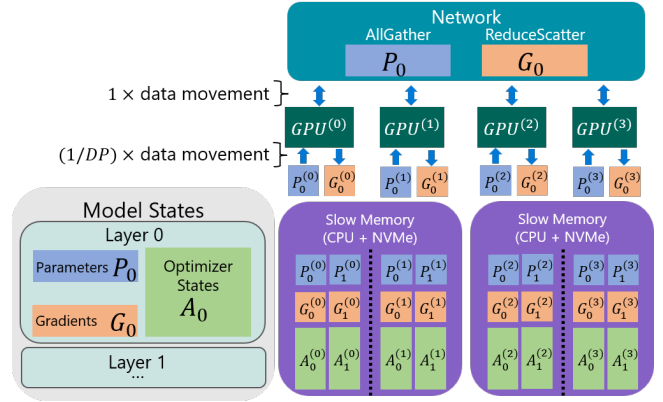 Network
AllGather ReduceScatter
P₀ G₀
1 × data movement
GPU⁽⁰⁾ GPU⁽¹⁾ GPU⁽²⁾ GPU⁽³⁾
(1/DP) × data movement
P₀⁽⁰⁾ G₀⁽⁰⁾ P₀⁽¹⁾ G₀⁽¹⁾ P₀⁽²⁾ G₀⁽²⁾ P₀⁽³⁾ G₀⁽³⁾
Model States
Layer 0
Parameters P₀
Optimizer
States
A₀
Gradients G₀
Layer 1
...
Slow Memory
(CPU + NVMe)
P₀⁽⁰⁾ P₁⁽⁰⁾ P₀⁽¹⁾ P₁⁽¹⁾
G₀⁽⁰⁾ G₁⁽⁰⁾ G₀⁽¹⁾ G₁⁽¹⁾
A₀⁽⁰⁾ A₁⁽⁰⁾ A₀⁽¹⁾ A₁⁽¹⁾
Slow Memory
(CPU + NVMe)
P₀⁽²⁾ P₁⁽²⁾ P₀⁽³⁾ P₁⁽³⁾
G₀⁽²⁾ G₁⁽²⁾ G₀⁽³⁾ G₁⁽³⁾
A₀⁽²⁾ A₁⁽²⁾ A₀⁽³⁾ A₁⁽³⁾